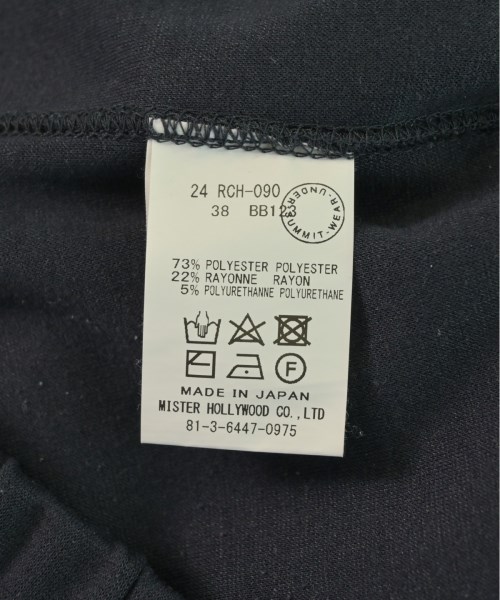 24 RCH-090
38 BB123
UNDER-SUMMIT-WEAR-
73% POLYESTER POLYESTER
22% RAYONNE RAYON
5% POLYURETHANNE POLYURETHANE
F
MADE IN JAPAN
MISTER HOLLYWOOD CO.,LTD
81-3-6447-0975